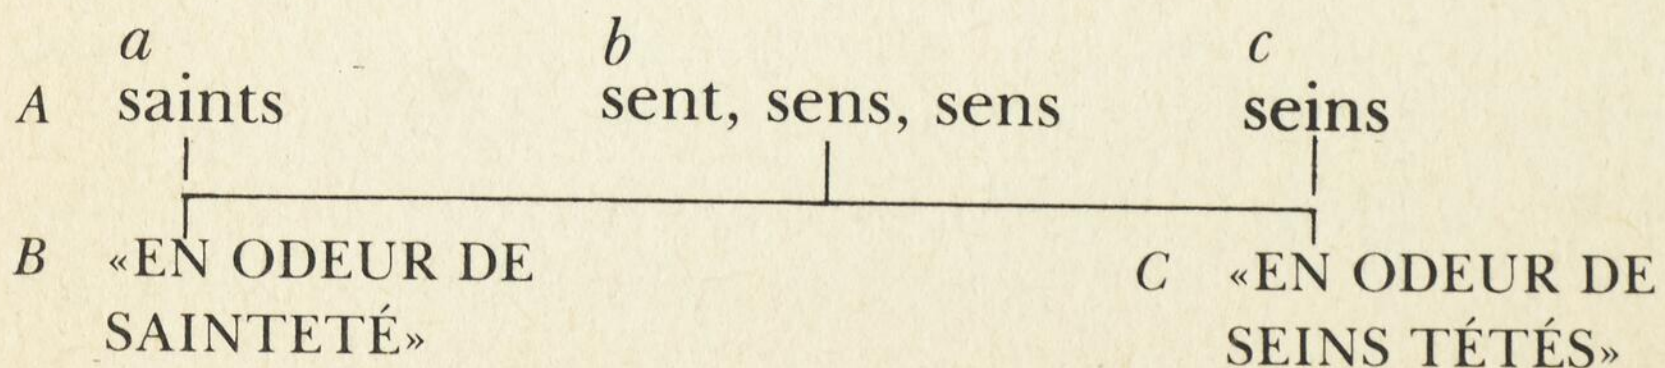 a b c
A saints sent, sens, sens seins
B «EN ODEUR DE
SAINTETÉ»
C «EN ODEUR DE
SEINS TÉTÉS»